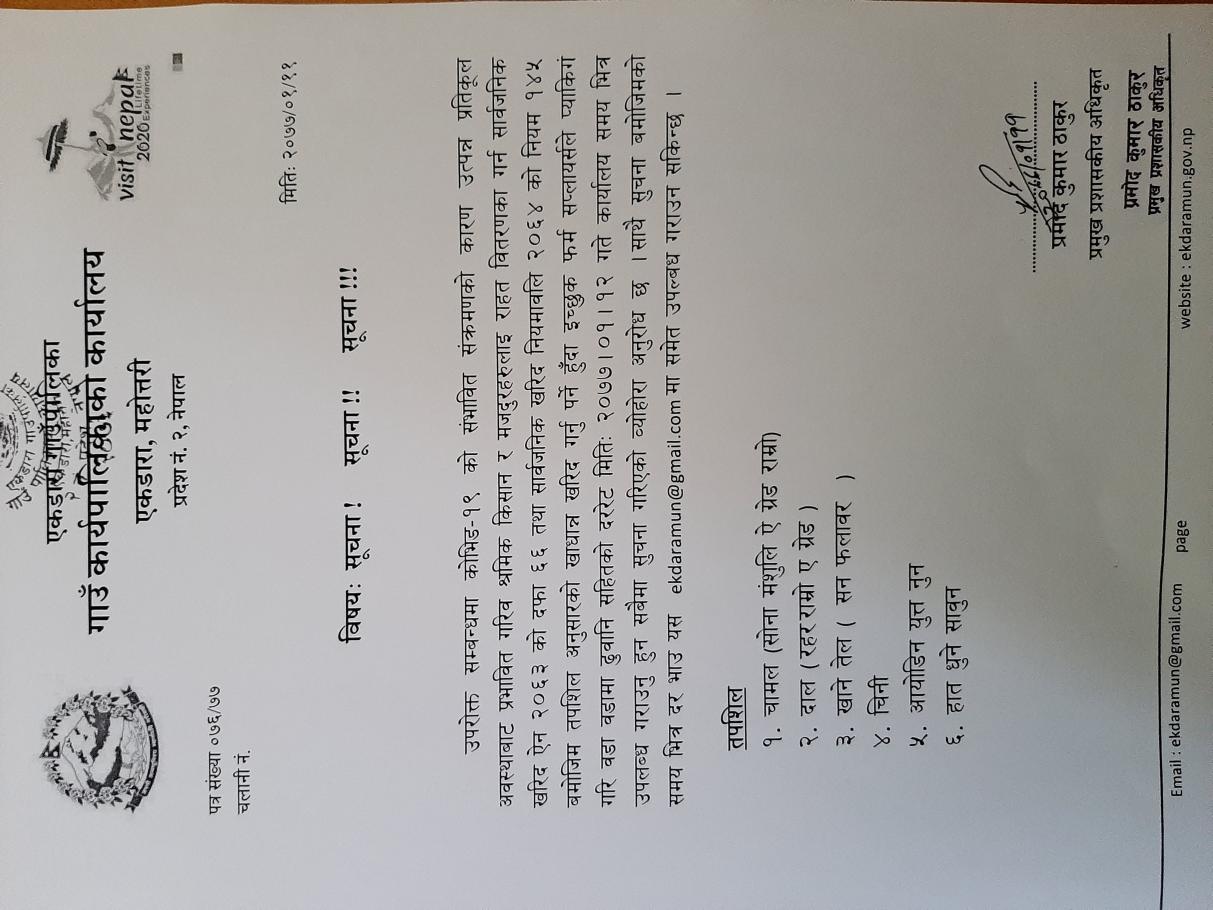 एकडारा गाउँपालिका
गाउँ कार्यपालिकाको कार्यालय
एकडारा, महोत्तरी
प्रदेश नं. २, नेपाल
visit nepal
2020 Lifetime Experiences
पत्र संख्या ०७६/७७
चलानी नं.
मितिः २०७७/०१/११
विषयः सूचना ! सूचना !! सूचना !!!
उपरोक्त सम्बन्धमा कोभिड-१९ को संभावित संक्रमणको कारण उत्पन्न प्रतिकूल
अवस्थाबाट प्रभावित गरिव श्रमिक किसान र मजदुरहरुलाइ राहत वितरणका गर्न सार्वजनिक
खरिद ऐन २०६३ को दफा ६६ तथा सार्वजनिक खरिद नियमावलि २०६४ को नियम १४५
बमोजिम तपशिल अनुसारको खाधान्न खरिद गर्नु पर्ने हुँदा इच्छुक फर्म सप्लायर्सले प्याकिगं
गरि वडा वडामा ढुवानि सहितको दररेट मितिः २०७७।०१।१२ गते कार्यालय समय भित्र
उपलब्ध गराउनु हुन सबैमा सुचना गरिएको व्योहोरा अनुरोध छ । साथै सुचना बमोजिमको
समय भित्र दर भाउ यस ekdaramun@gmail.com मा समेत उपल्बध गराउन सकिन्छ ।
तपशिल
१. चामल (सोना मंशुलि ऐ ग्रेड राम्रो)
२. दाल ( रहर राम्रो ए ग्रेड )
३. खाने तेल ( सन फलावर )
४. चिनी
५. आयोडिन युत्त नुन
६. हात धुने सावुन
प्रमोद कुमार ठाकुर
प्रमुख प्रशासकीय अधिकृत
प्रमोद कुमार ठाकुर
प्रमुख प्रशासकीय अधिकृत
Email : ekdaramun@gmail.com page website : ekdaramun.gov.np